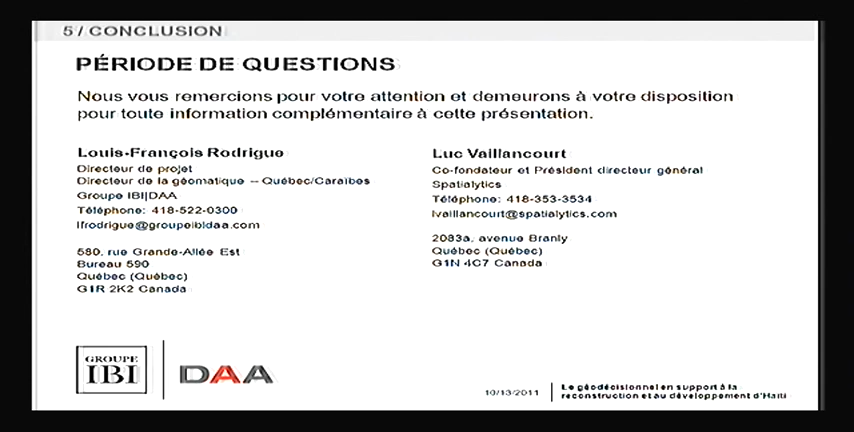 5 / CONCLUSION
PÉRIODE DE QUESTIONS
Nous vous remercions pour votre attention et demeurons à votre disposition
pour toute information complémentaire à cette présentation.
Louis-François Rodrigue
Directeur de projet
Directeur de la géomatique – Québec/Caraïbes
Groupe IBI|DAA
Téléphone: 418-522-0300
lfrodrigue@groupeibidaa.com
580, rue Grande-Allée Est
Bureau 590
Québec (Québec)
G1R 2K2 Canada
Luc Vaillancourt
Co-fondateur et Président directeur général
Spatialytics
Téléphone: 418-353-3534
lvaillancourt@spatialytics.com
2083a, avenue Branly
Québec (Québec)
G1N 4C7 Canada
GROUPE
IBI
DAA
10/13/2011
Le géodécisionnel en support à la
reconstruction et au développement d'Haïti